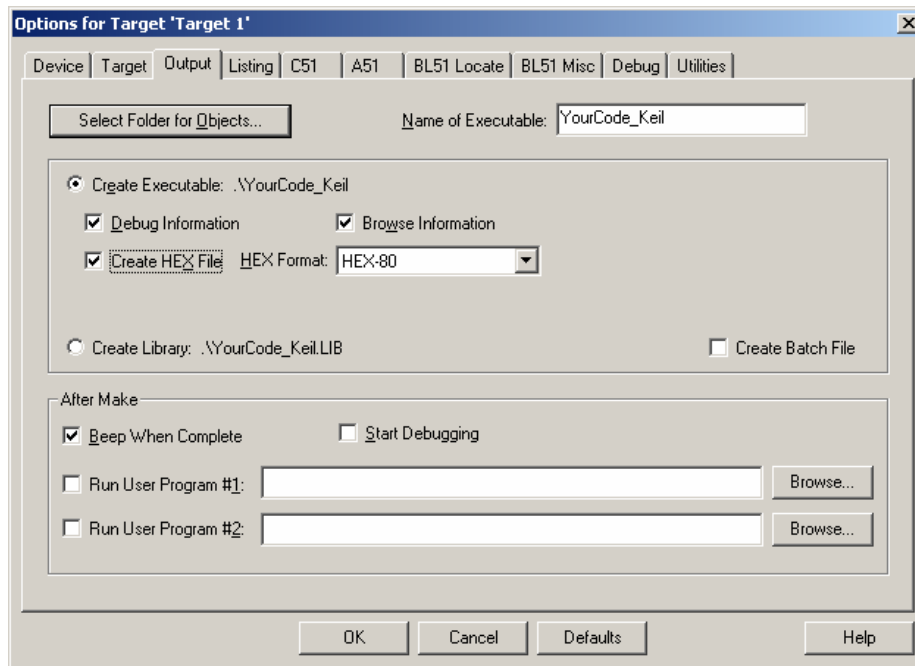 Options for Target 'Target 1'
Device Target Output Listing C51 A51 BL51 Locate BL51 Misc Debug Utilities
Select Folder for Objects... Name of Executable: YourCode_Keil
Create Executable: .\YourCode_Keil
Debug Information Browse Information
Create HEX File HEX Format: HEX-80
Create Library: .\YourCode_Keil.LIB Create Batch File
After Make
Beep When Complete Start Debugging
Run User Program #1: Browse...
Run User Program #2: Browse...
OK Cancel Defaults Help